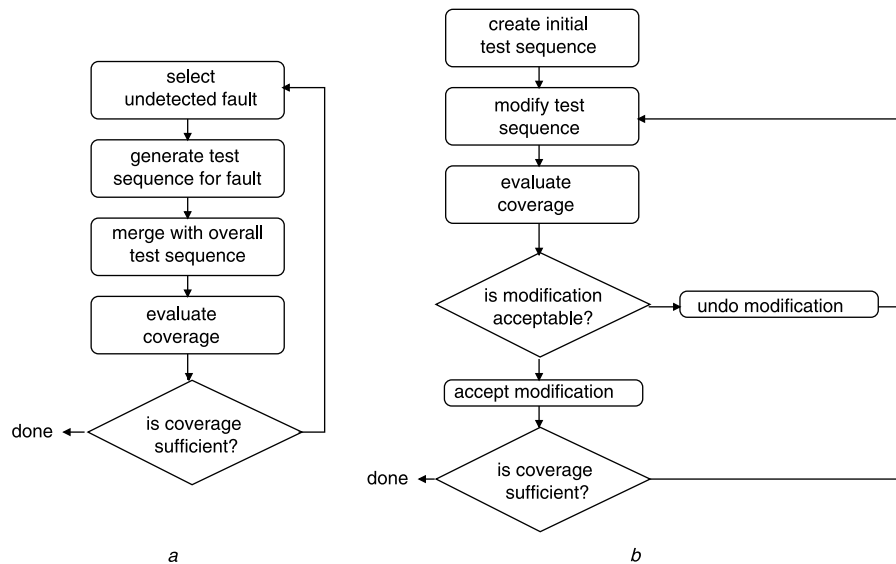 select
undetected fault
generate test
sequence for fault
merge with overall
test sequence
evaluate
coverage
is coverage
sufficient?
done
a
create initial
test sequence
modify test
sequence
evaluate
coverage
is modification
acceptable?
undo modification
accept modification
is coverage
sufficient?
done
b